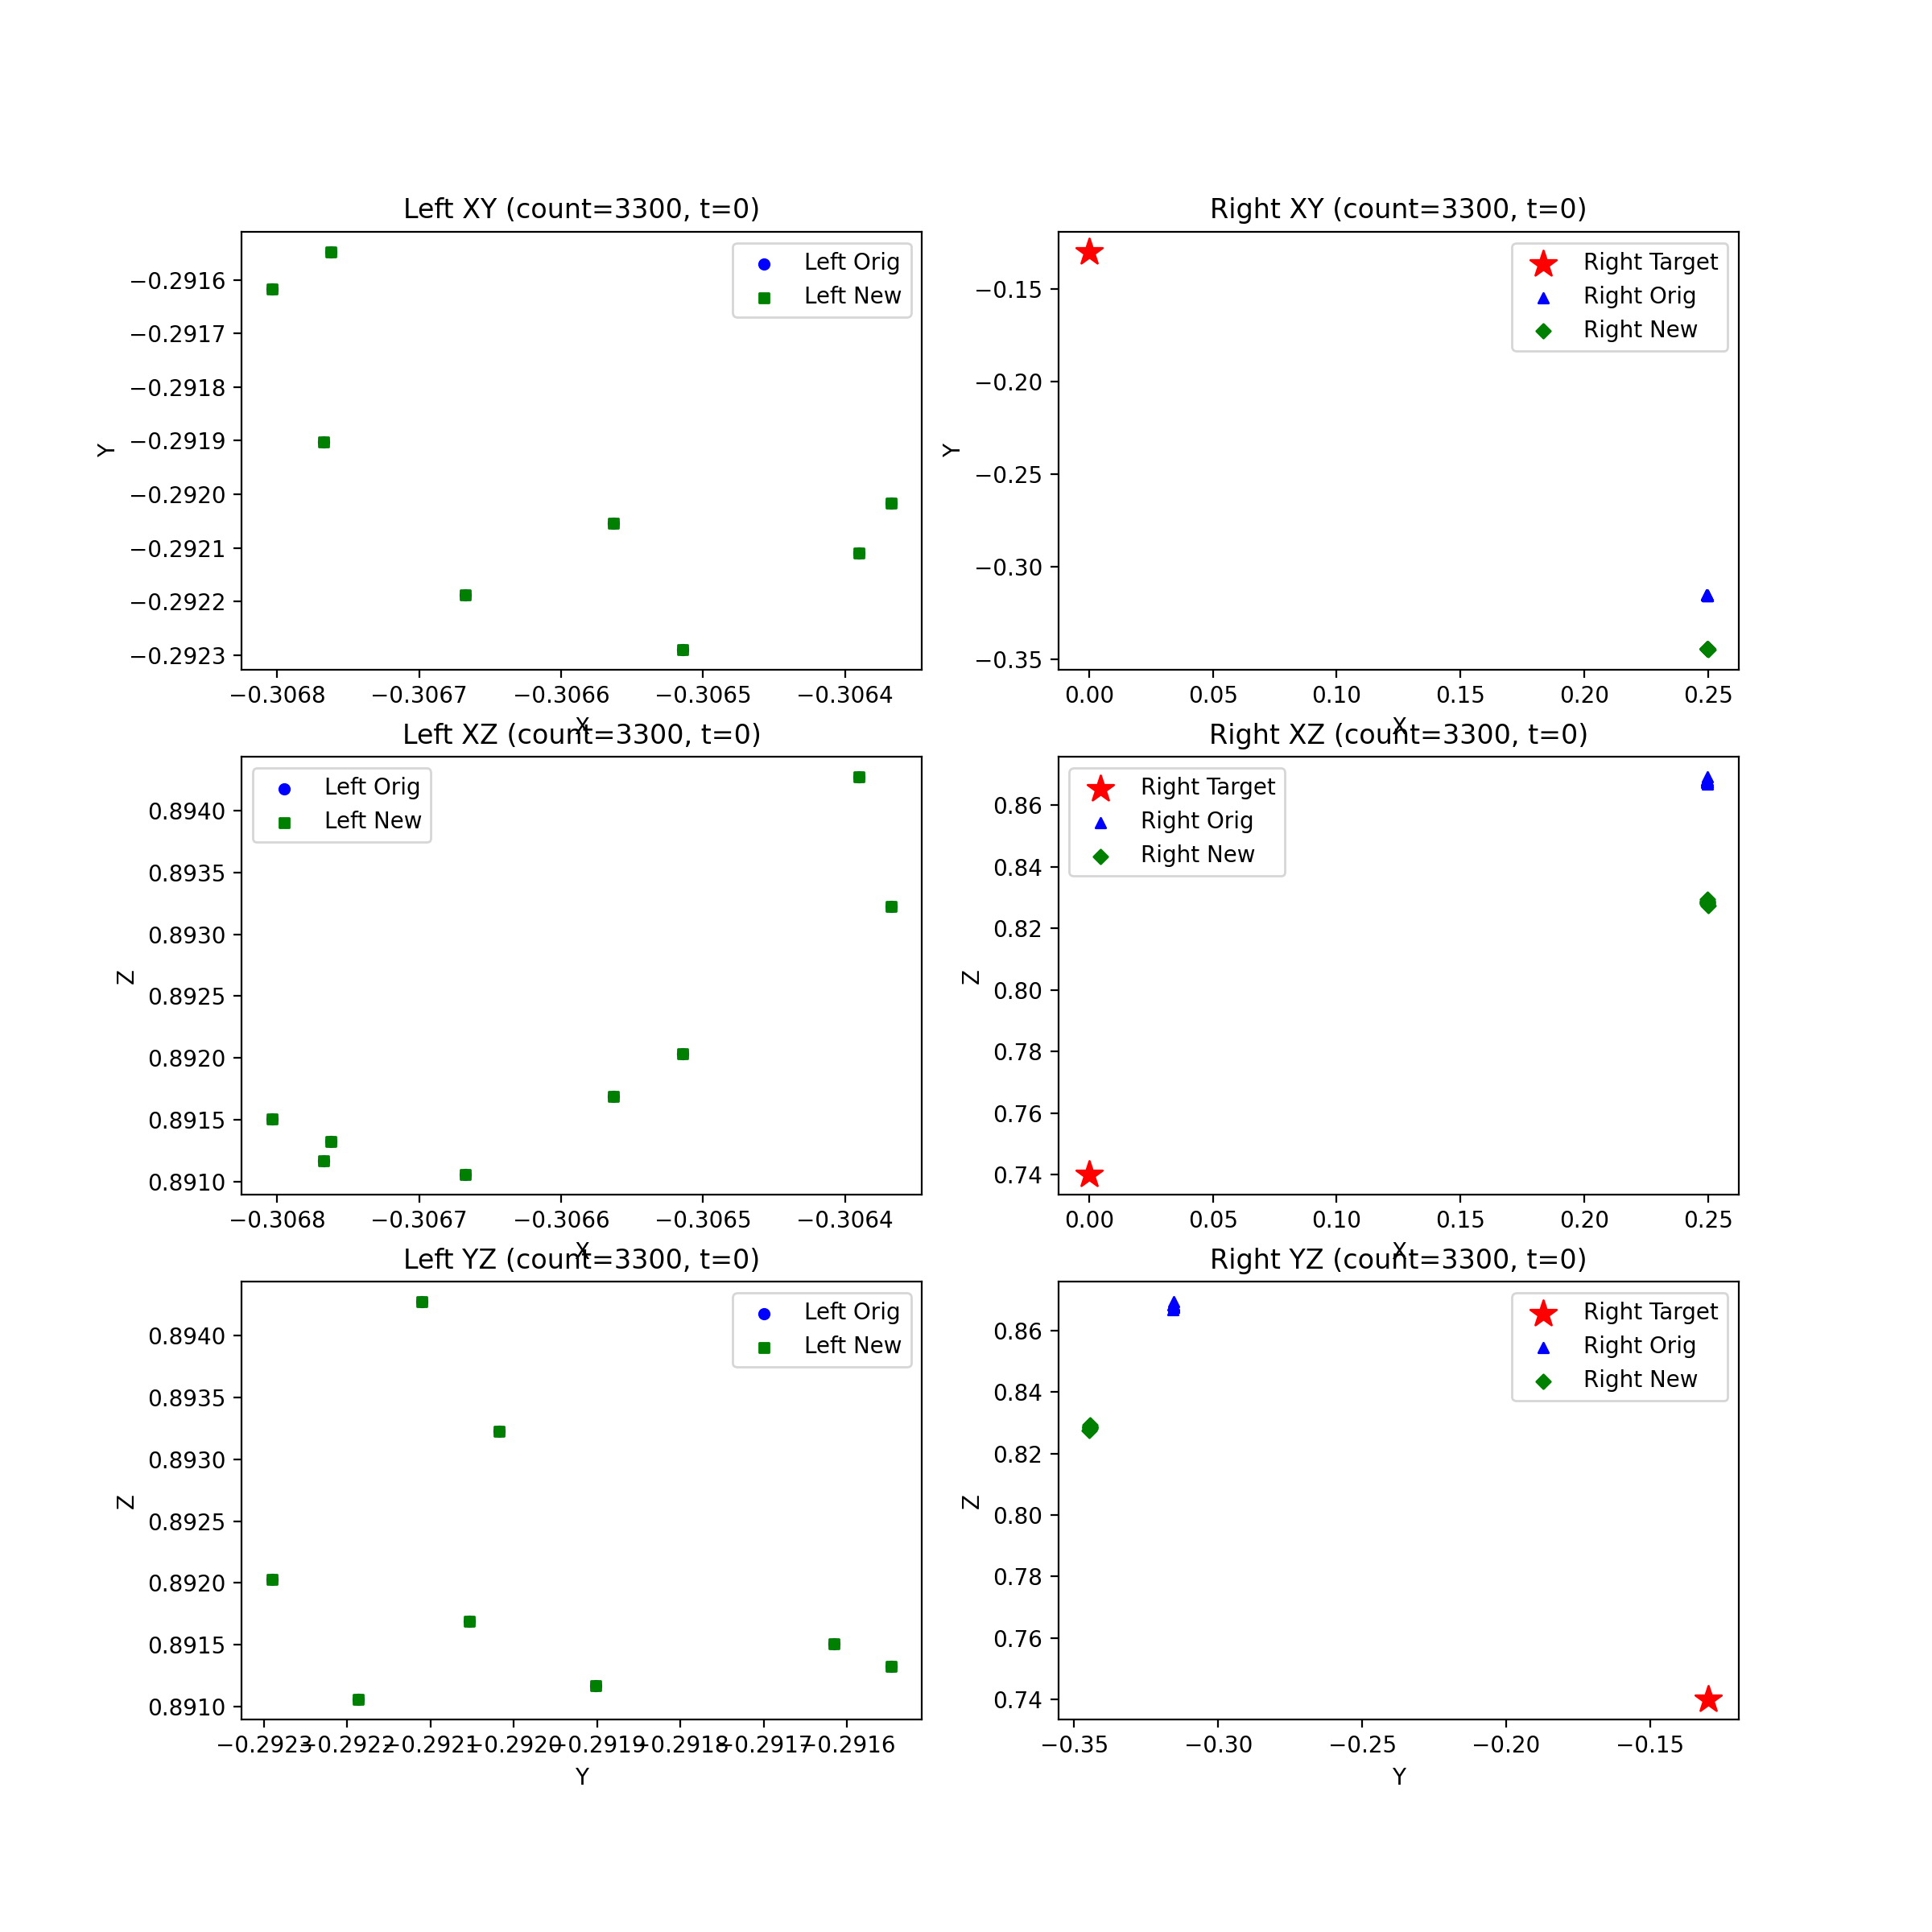 Left XY (count=3300, t=0)
Left Orig
Left New
−0.2916
−0.2917
−0.2918
−0.2919
−0.2920
−0.2921
−0.2922
−0.2923
Y
−0.3068 −0.3067 −0.3066 −0.3065 −0.3064
X
Right XY (count=3300, t=0)
Right Target
Right Orig
Right New
−0.15
−0.20
−0.25
−0.30
−0.35
Y
0.00 0.05 0.10 0.15 0.20 0.25
X
Left XZ (count=3300, t=0)
Left Orig
Left New
0.8940
0.8935
0.8930
0.8925
0.8920
0.8915
0.8910
Z
−0.3068 −0.3067 −0.3066 −0.3065 −0.3064
X
Right XZ (count=3300, t=0)
Right Target
Right Orig
Right New
0.86
0.84
0.82
0.80
0.78
0.76
0.74
Z
0.00 0.05 0.10 0.15 0.20 0.25
X
Left YZ (count=3300, t=0)
Left Orig
Left New
0.8940
0.8935
0.8930
0.8925
0.8920
0.8915
0.8910
Z
−0.2923 −0.2922 −0.2921 −0.2920 −0.2919 −0.2918 −0.2917 −0.2916
Y
Right YZ (count=3300, t=0)
Right Target
Right Orig
Right New
0.86
0.84
0.82
0.80
0.78
0.76
0.74
Z
−0.35 −0.30 −0.25 −0.20 −0.15
Y